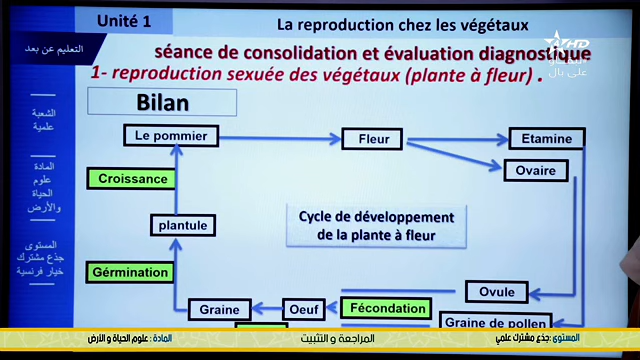 Unité 1
La reproduction chez les végétaux
HD
التعليم عن بعد
على بال
séance de consolidation et évaluation diagnostique
1- reproduction sexuée des végétaux (plante à fleur) .
Bilan
الشعبة
علمية
المادة
علوم
الحياة
والأرض
المستوى
جذع مشترك
خيار فرنسية
Le pommier
Fleur
Etamine
Ovaire
Croissance
plantule
Cycle de développement
de la plante à fleur
Gérmination
Ovule
Graine
Oeuf
Fécondation
Graine de pollen
المستوى :جذع مشترك علمي
المراجعة و التثبيت
المادة : علوم الحياة و الأرض